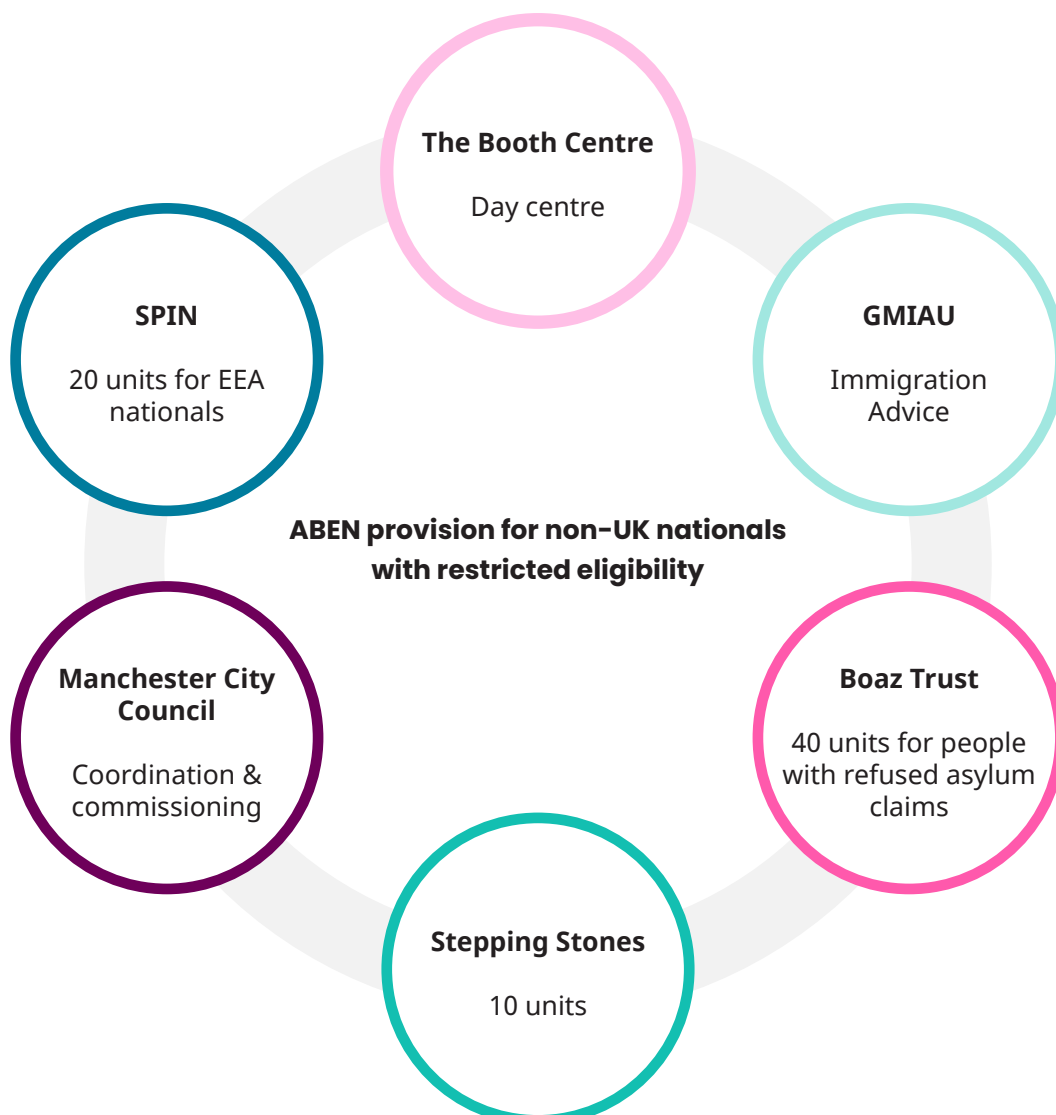 The Booth Centre
Day centre
SPIN
20 units for EEA
nationals
GMIAU
Immigration
Advice
ABEN provision for non-UK nationals
with restricted eligibility
Manchester City
Council
Coordination &
commissioning
Boaz Trust
40 units for people
with refused asylum
claims
Stepping Stones
10 units